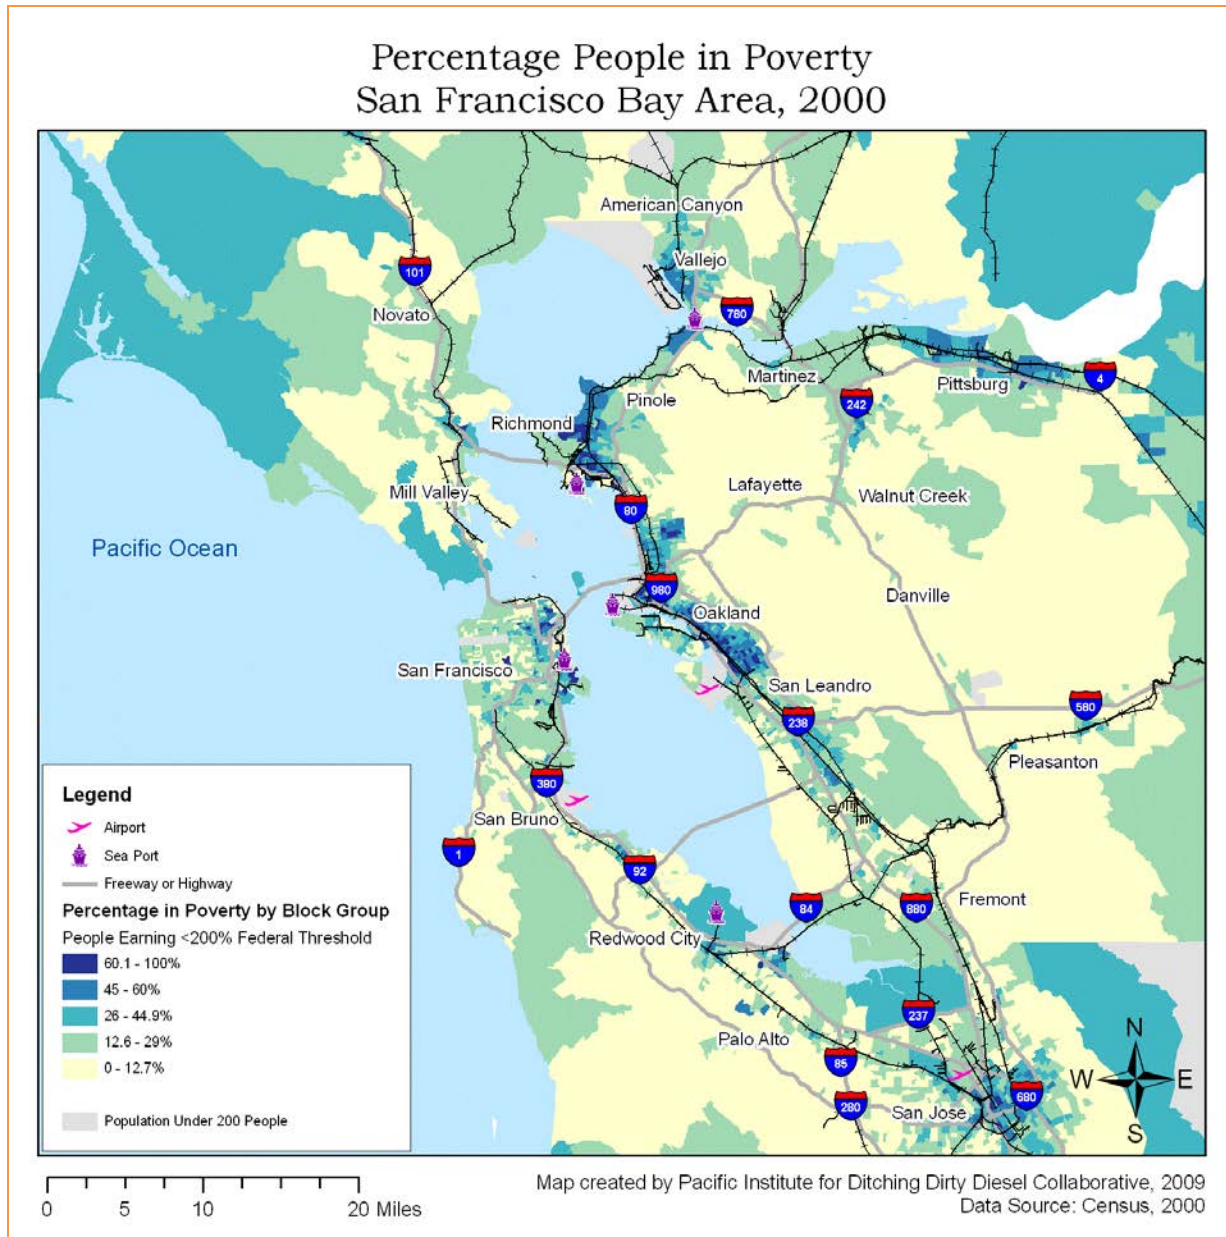 Percentage People in Poverty
San Francisco Bay Area, 2000
American Canyon
Vallejo
101
780
Novato
Martinez
Pittsburg
4
242
Pinole
Richmond
Lafayette
Walnut Creek
Mill Valley
80
Pacific Ocean
980
Danville
Oakland
San Francisco
San Leandro
238
580
Pleasanton
380
San Bruno
1
92
84
880
Fremont
Redwood City
237
Palo Alto
85
280
San Jose
680
N
W
E
S
Legend
Airport
Sea Port
Freeway or Highway
Percentage in Poverty by Block Group
People Earning <200% Federal Threshold
60.1 - 100%
45 - 60%
26 - 44.9%
12.6 - 29%
0 - 12.7%
Population Under 200 People
0 5 10 20 Miles
Map created by Pacific Institute for Ditching Dirty Diesel Collaborative, 2009
Data Source: Census, 2000